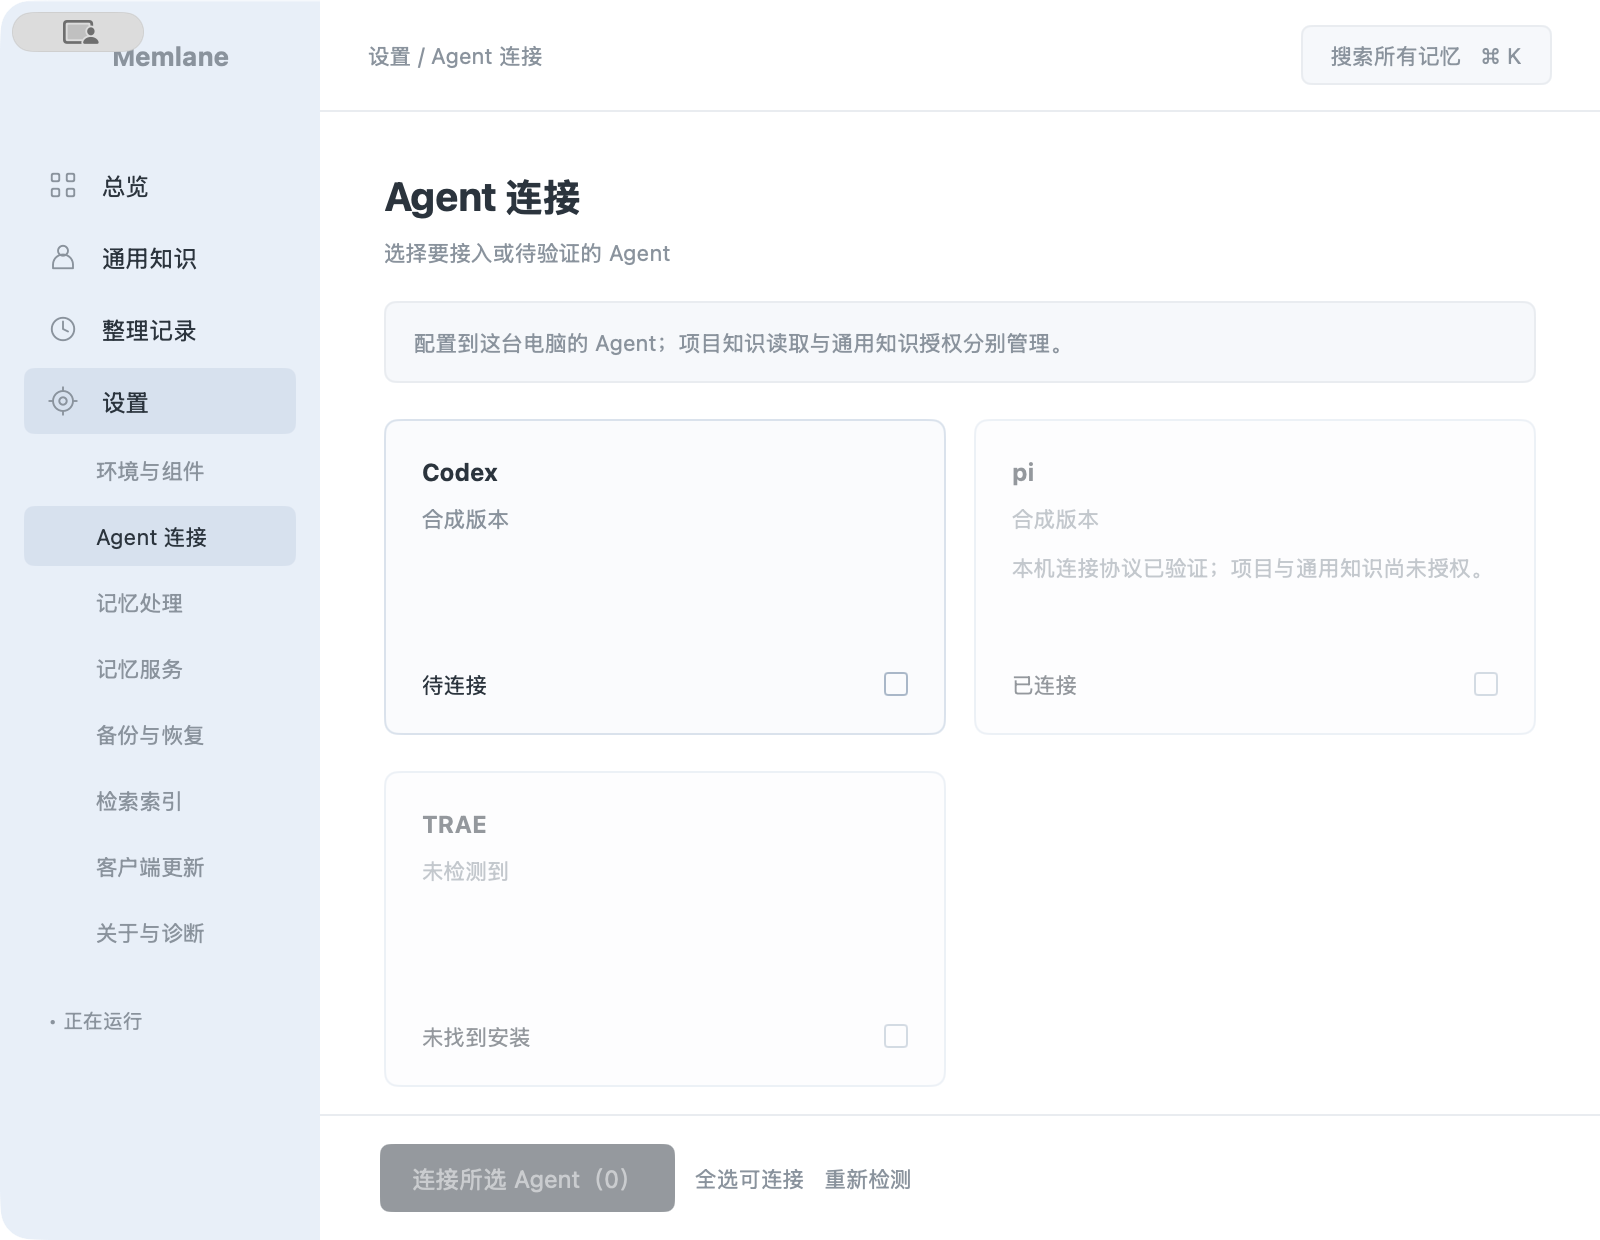 Memlane
总览
通用知识
整理记录
设置
环境与组件
Agent 连接
记忆处理
记忆服务
备份与恢复
检索索引
客户端更新
关于与诊断
• 正在运行
设置 / Agent 连接
搜索所有记忆 ⌘ K
Agent 连接
选择要接入或待验证的 Agent
配置到这台电脑的 Agent；项目知识读取与通用知识授权分别管理。
Codex
合成版本
待连接
pi
合成版本
本机连接协议已验证；项目与通用知识尚未授权。
已连接
TRAE
未检测到
未找到安装
连接所选 Agent（0）
全选可连接
重新检测